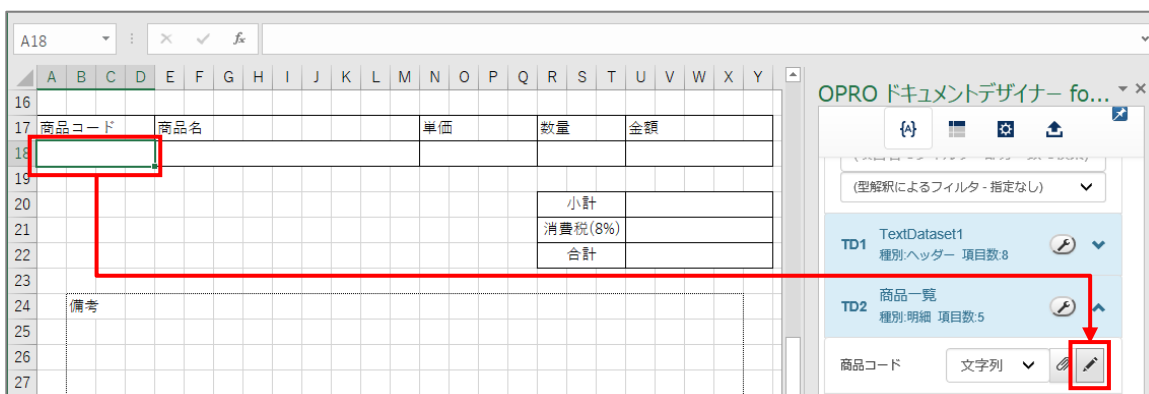 A18
fx
A B C D E F G H I J K L M N O P Q R S T U V W X Y
OPRO ドキュメントデザイナー fo...
16
17 商品コード 商品名 単価 数量 金額
18
19
20 小計
21 消費税(8%)
22 合計
23
24 備考
25
26
27
{A}
(型解釈によるフィルタ - 指定なし)
TD1 TextDataset1
種別:ヘッダー 項目数:8
TD2 商品一覧
種別:明細 項目数:5
商品コード 文字列